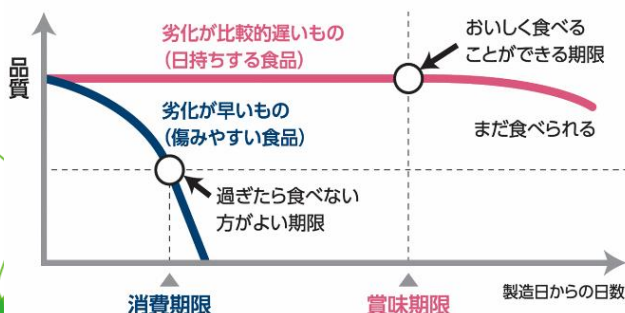 品質
劣化が比較的遅いもの
（日持ちする食品）
おいしく食べる
ことができる期限
劣化が早いもの
（傷みやすい食品）
まだ食べられる
過ぎたら食べない
方がよい期限
製造日からの日数
消費期限
賞味期限